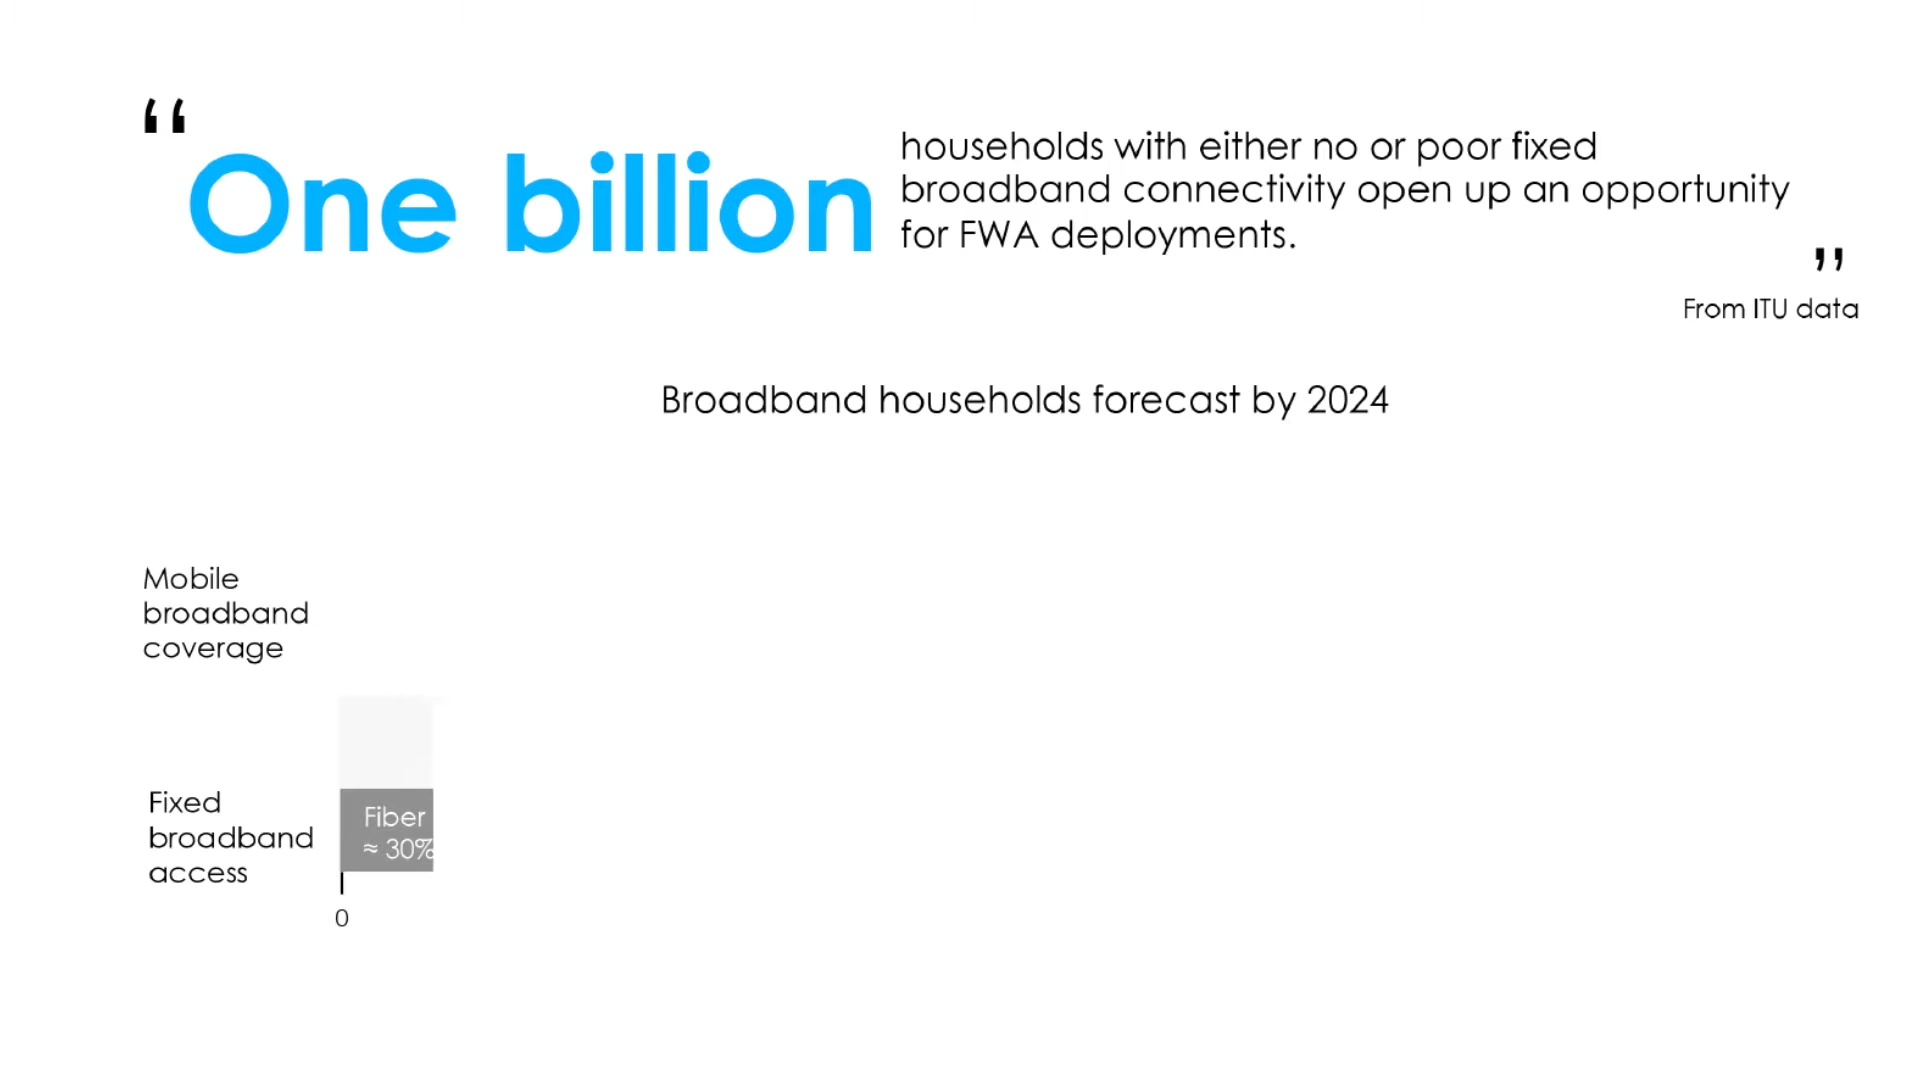 “
One billion
households with either no or poor fixed
broadband connectivity open up an opportunity
for FWA deployments.
”
From ITU data
Broadband households forecast by 2024
Mobile
broadband
coverage
Fixed
broadband
access
Fiber
≈ 30%
0